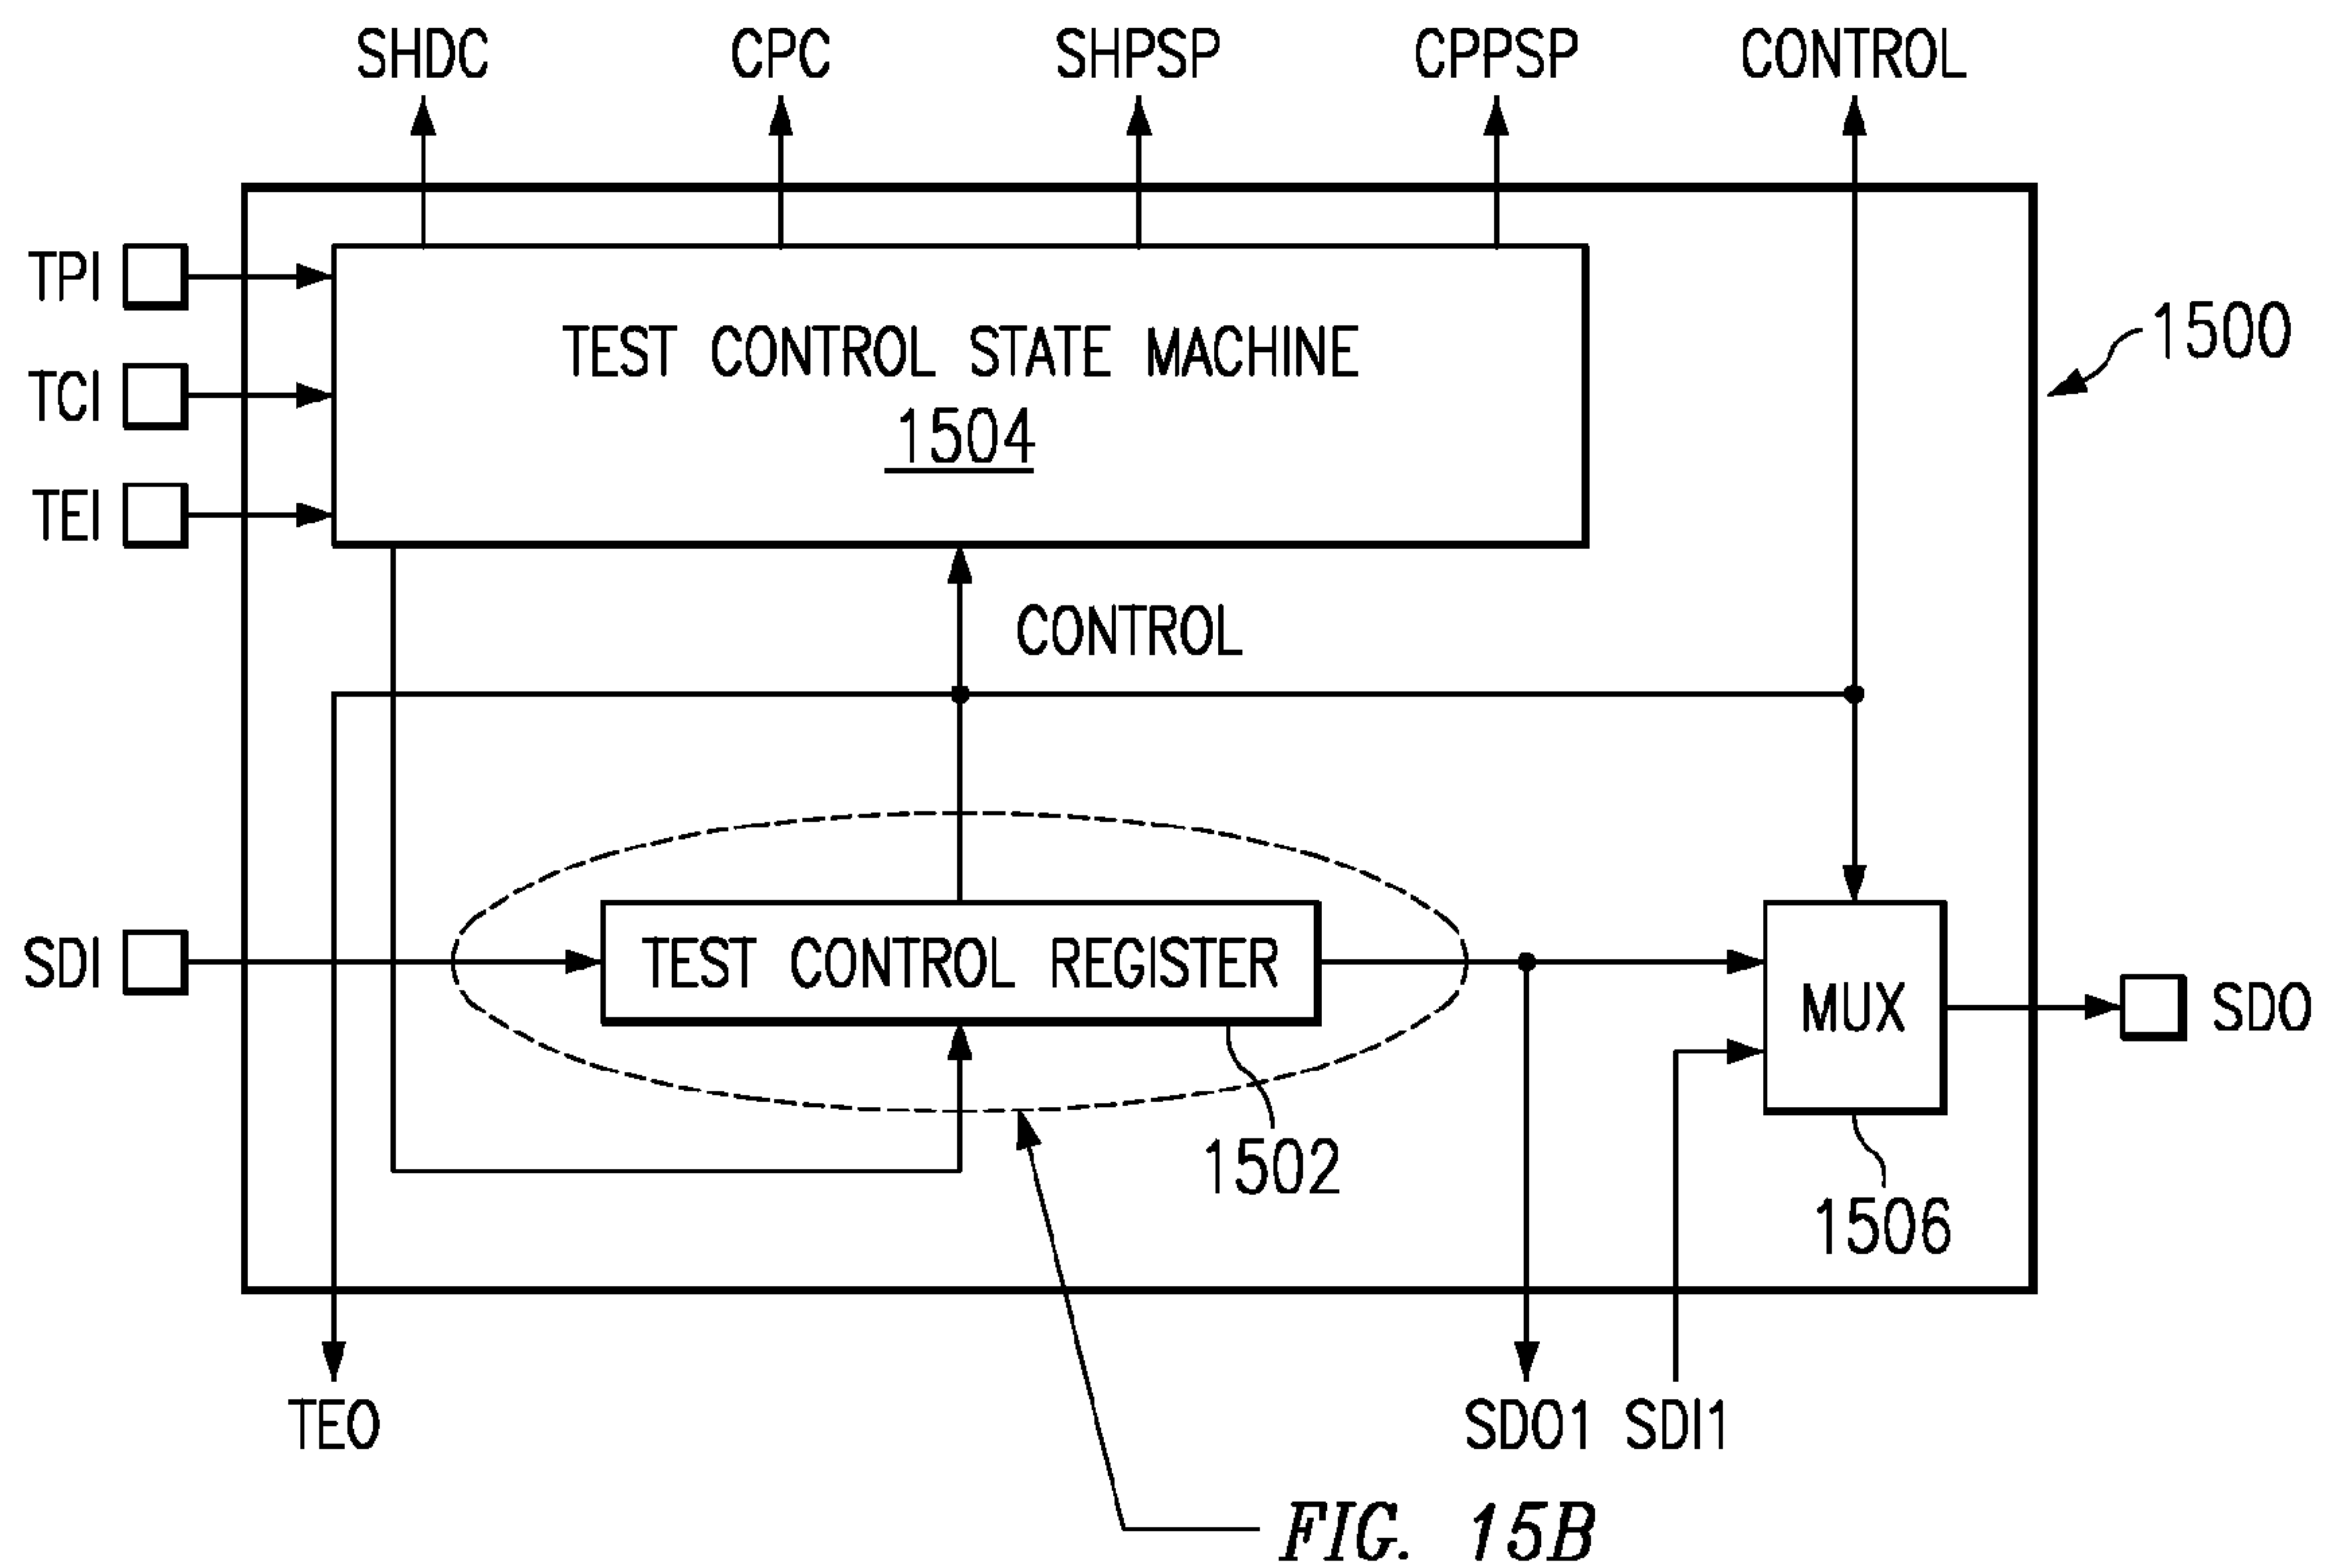 SHDC CPC SHPSP CPPSP CONTROL
TPI
TEST CONTROL STATE MACHINE
1500
TCI
1504
TEI
CONTROL
SDI
TEST CONTROL REGISTER
MUX
SDO
1502
1506
TEO
SDO1 SDI1
FIG. 15B